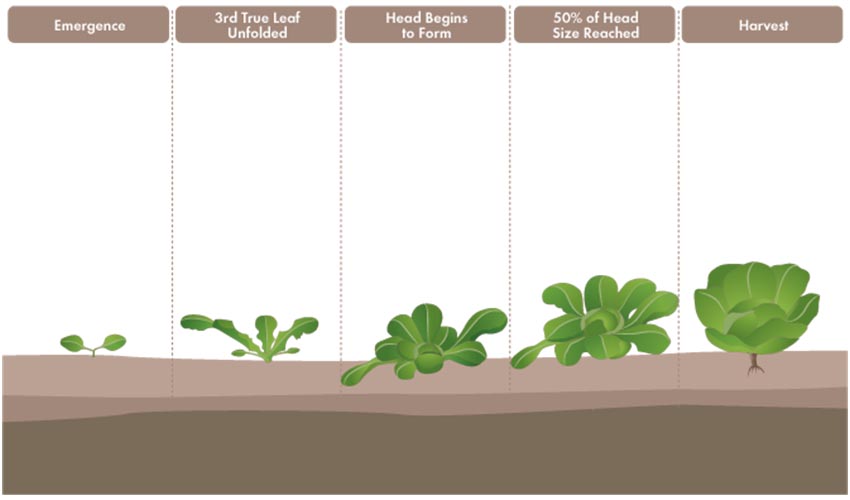 Emergence
3rd True Leaf
Unfolded
Head Begins
to Form
50% of Head
Size Reached
Harvest